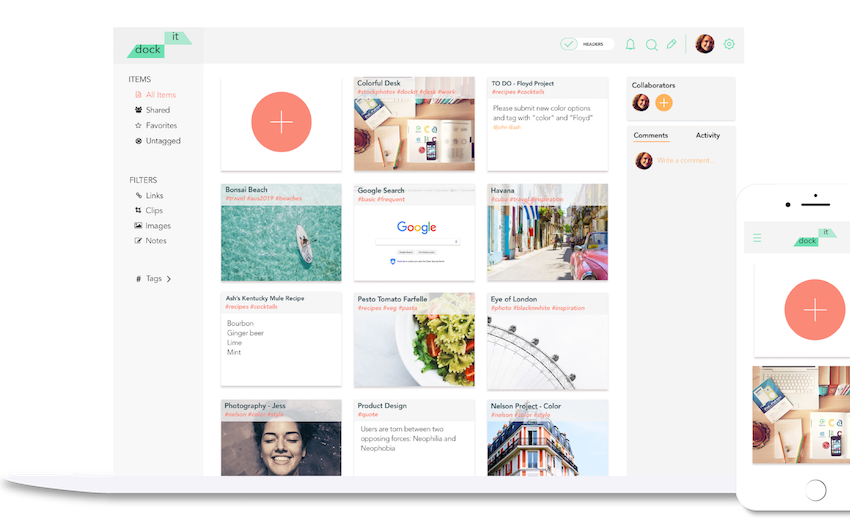 it
dock
HEADERS
ITEMS
All Items
Shared
Favorites
Untagged
FILTERS
Links
Clips
Images
Notes
# Tags
Colorful Desk
#stockphotos #dockit #desk #work
TO DO - Floyd Project
#recipes #cocktails
Please submit new color options
and tag with "color" and "Floyd"
Bonsai Beach
#travel #aus2019 #beaches
Google Search
#basic #frequent
Google
Havana
#cuba #travel #inspiration
Ash's Kentucky Mule Recipe
#recipes #cocktails
Bourbon
Ginger beer
Lime
Mint
Pesto Tomato Farfelle
#recipes #veg #pasta
Eye of London
#photo #blackwhite #inspiration
Photography - Jess
#nelson #color #style
Product Design
#quote
Users are torn between two
opposing forces: Neophilia and
Neophobia
Nelson Project - Color
#nelson #color #style
Collaborators
Comments
Activity
Write a comment...
it
dock